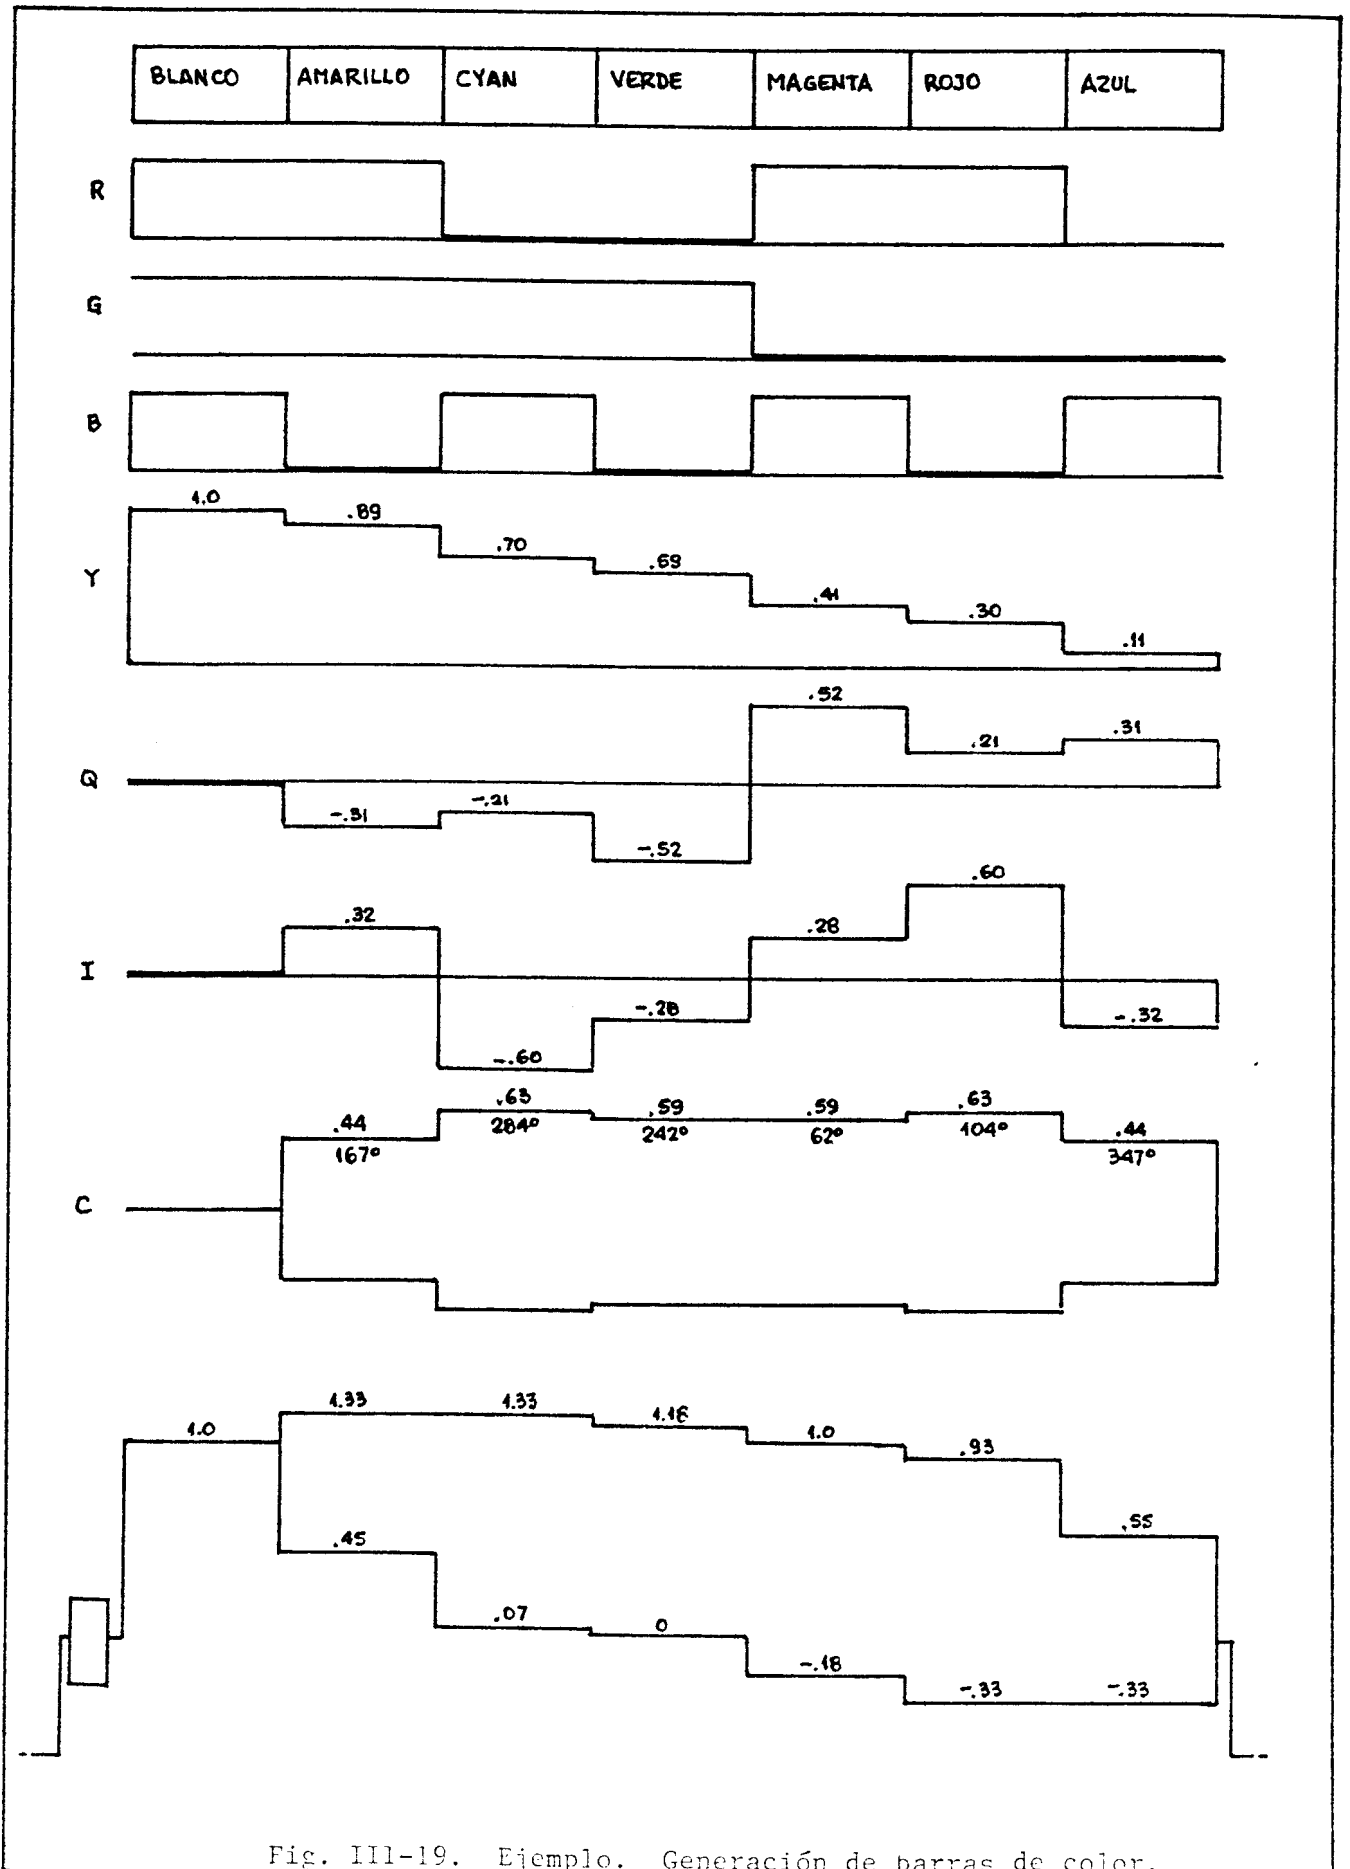 BLANCO AMARILLO CYAN VERDE MAGENTA ROJO AZUL
R
G
B
1.0 .89 .70 .59 .41 .30 .11
Y
.52 .21 .31
Q
-.31 -.21 -.52
.32 .28 .60
I
-.60 -.28 -.32
.44 .63 .59 .59 .63 .44
167° 284° 242° 62° 104° 347°
C
1.0 1.33 1.33 1.18 1.0 .93 .55
.45 .07 0 -.18 -.33 -.33
Fig. III-19. Ejemplo. Generación de barras de color.